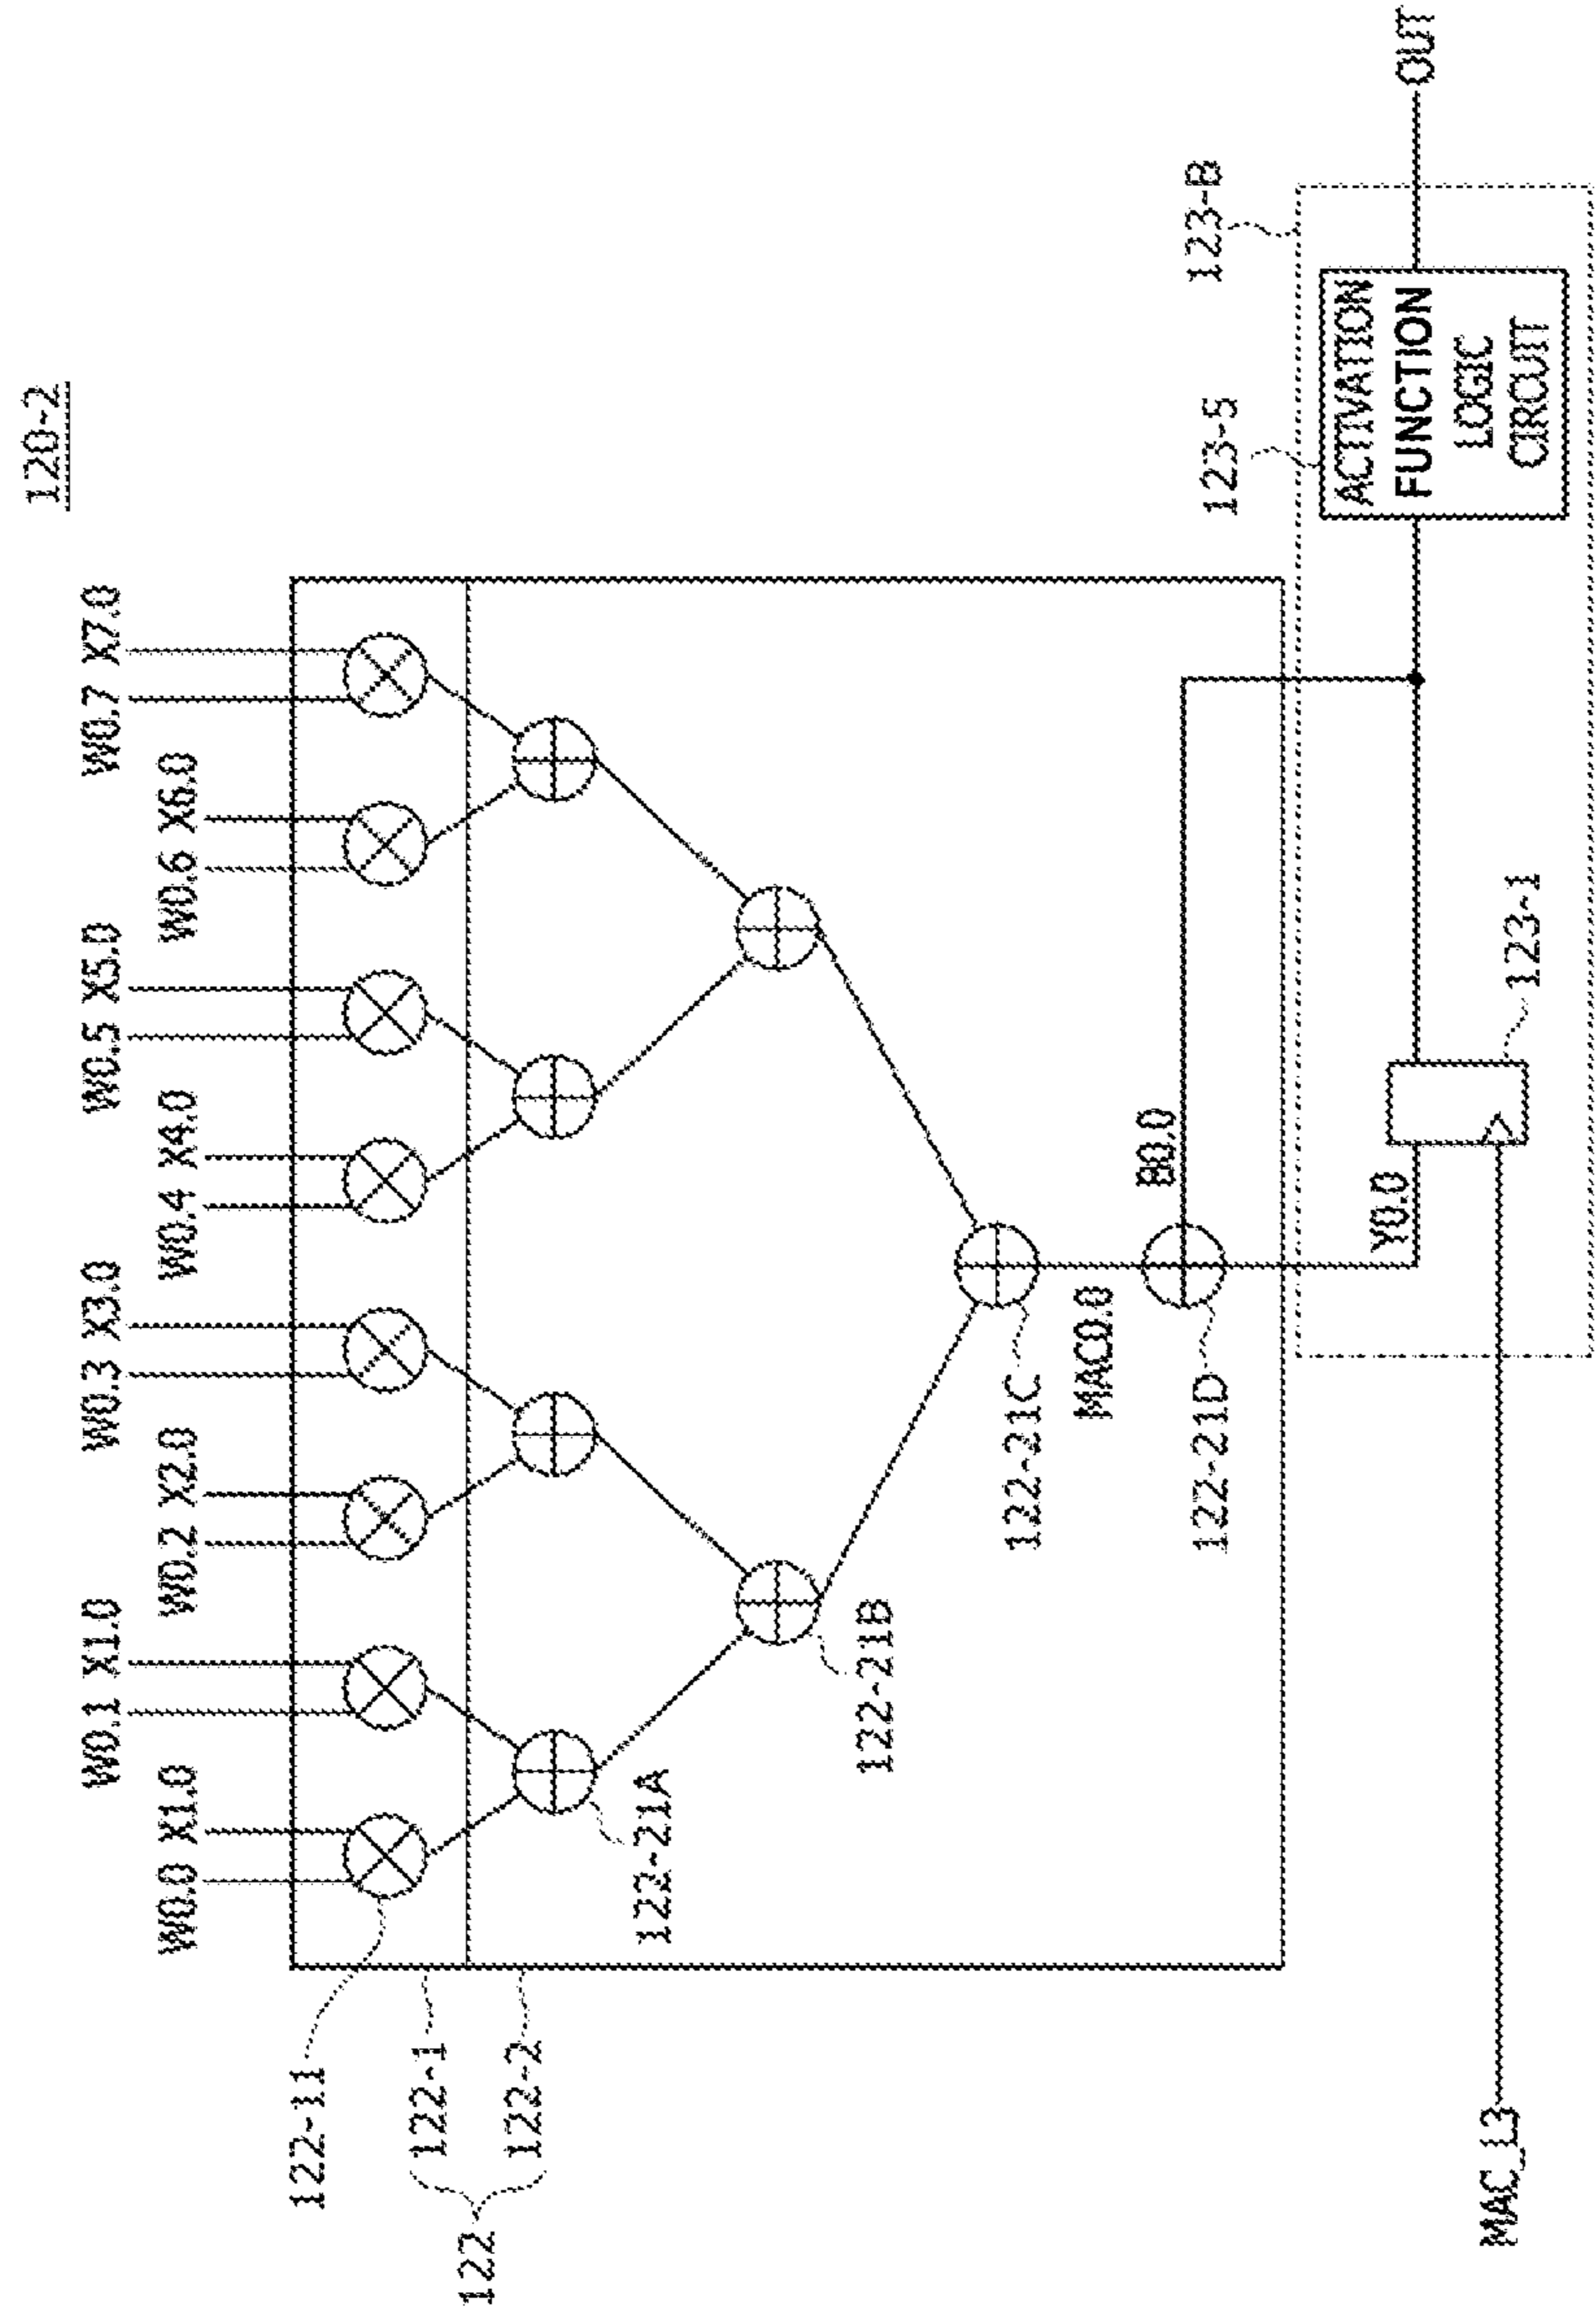 120-2
W0.1 X1.0
W0.3 X3.0
W0.5 X5.0
W0.7 X7.0
W0.0 X1.0
W0.2 X2.0
W0.4 X4.0
W0.6 X6.0
122-11
122-1
122-2
122
122-21A
122-21B
122-21C
MAC0.0
B0.0
122-21D
123-B
123-5
Y0.0
ACTIVATION
FUNCTION
LOGIC
CIRCUIT
OUT
123-1
MAC_L3